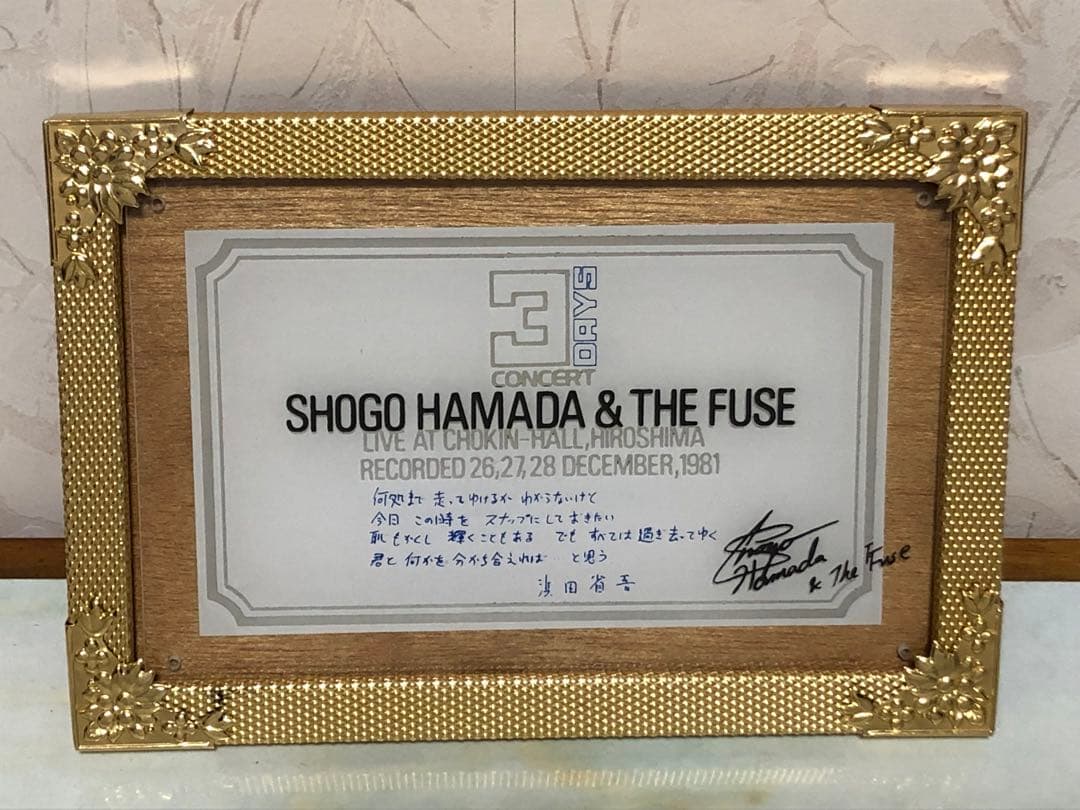 3 DAYS
CONCERT
SHOGO HAMADA & THE FUSE
LIVE AT CHOKIN-HALL, HIROSHIMA
RECORDED 26, 27, 28 DECEMBER, 1981
何処まで 走ってゆけるか わからないけど
今日 この時を スナップにしておきたい
恥もかくし 輝くこともある でも すべては過ぎ去ってゆく
君と 何かを 分かち合えれば … と思う
浜田省吾
Shogo
Hamada
& The Fuse